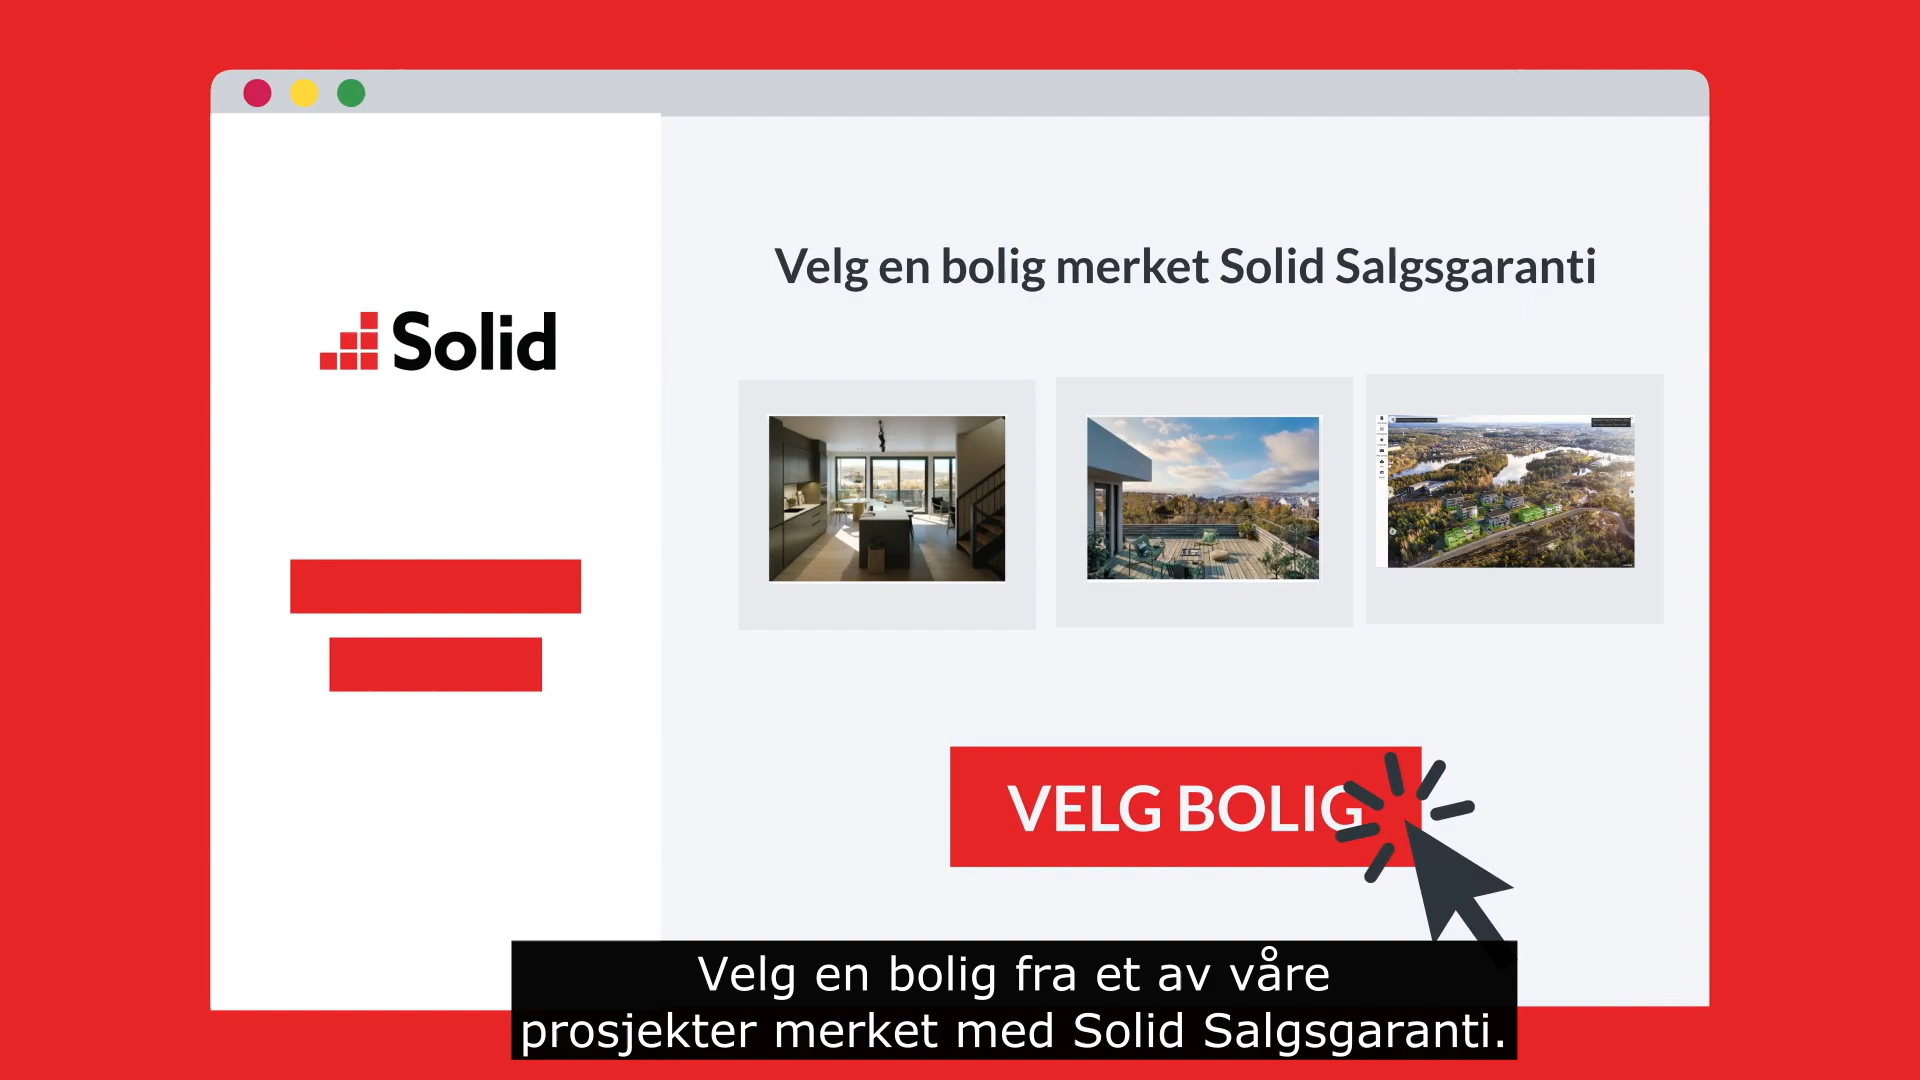 Velg en bolig merket Solid Salgsgaranti
Solid
VELG BOLIG
Velg en bolig fra et av våre
prosjekter merket med Solid Salgsgaranti.